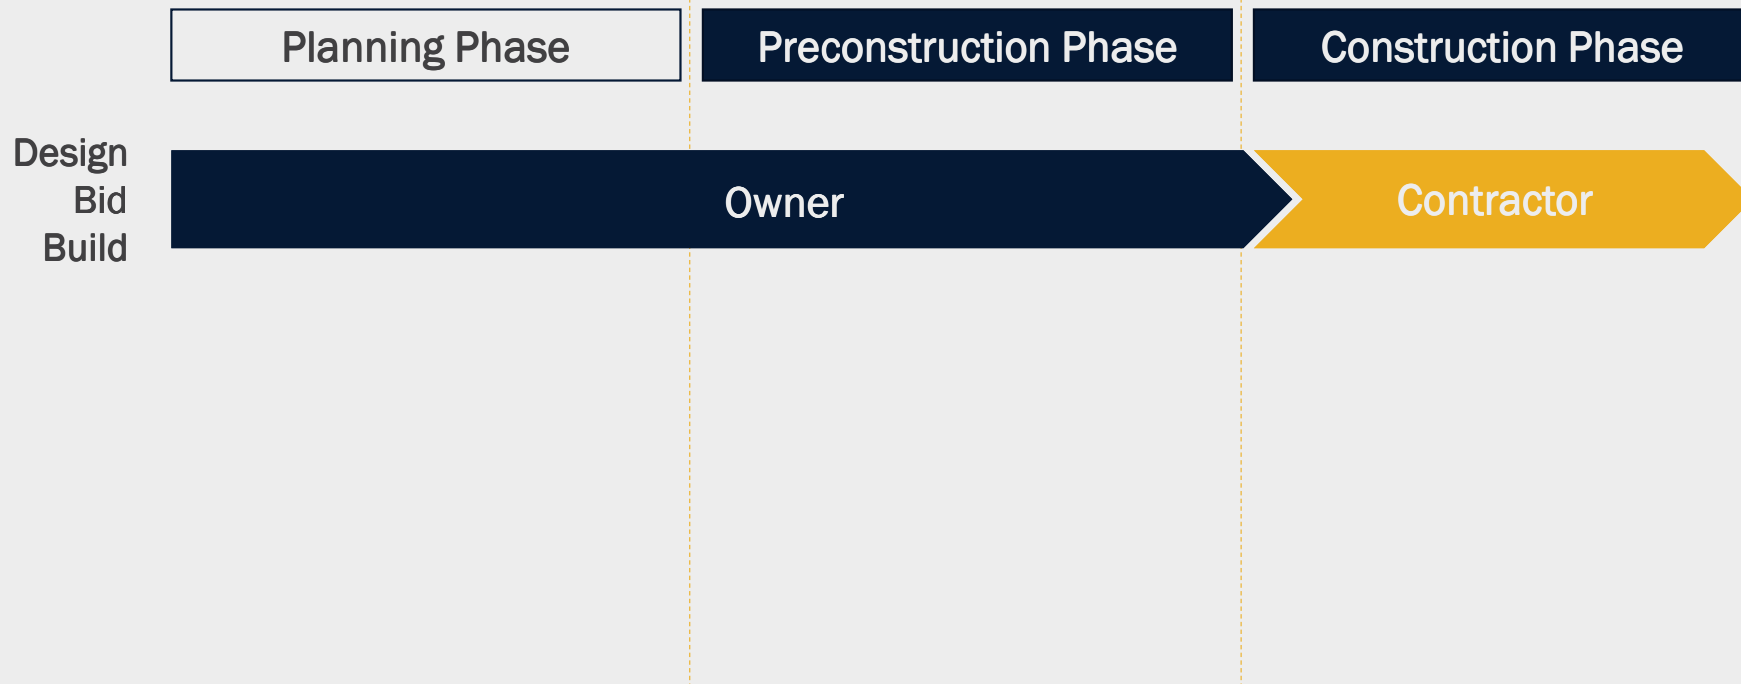 Planning Phase
Preconstruction Phase
Construction Phase
Design
Bid
Build
Owner
Contractor